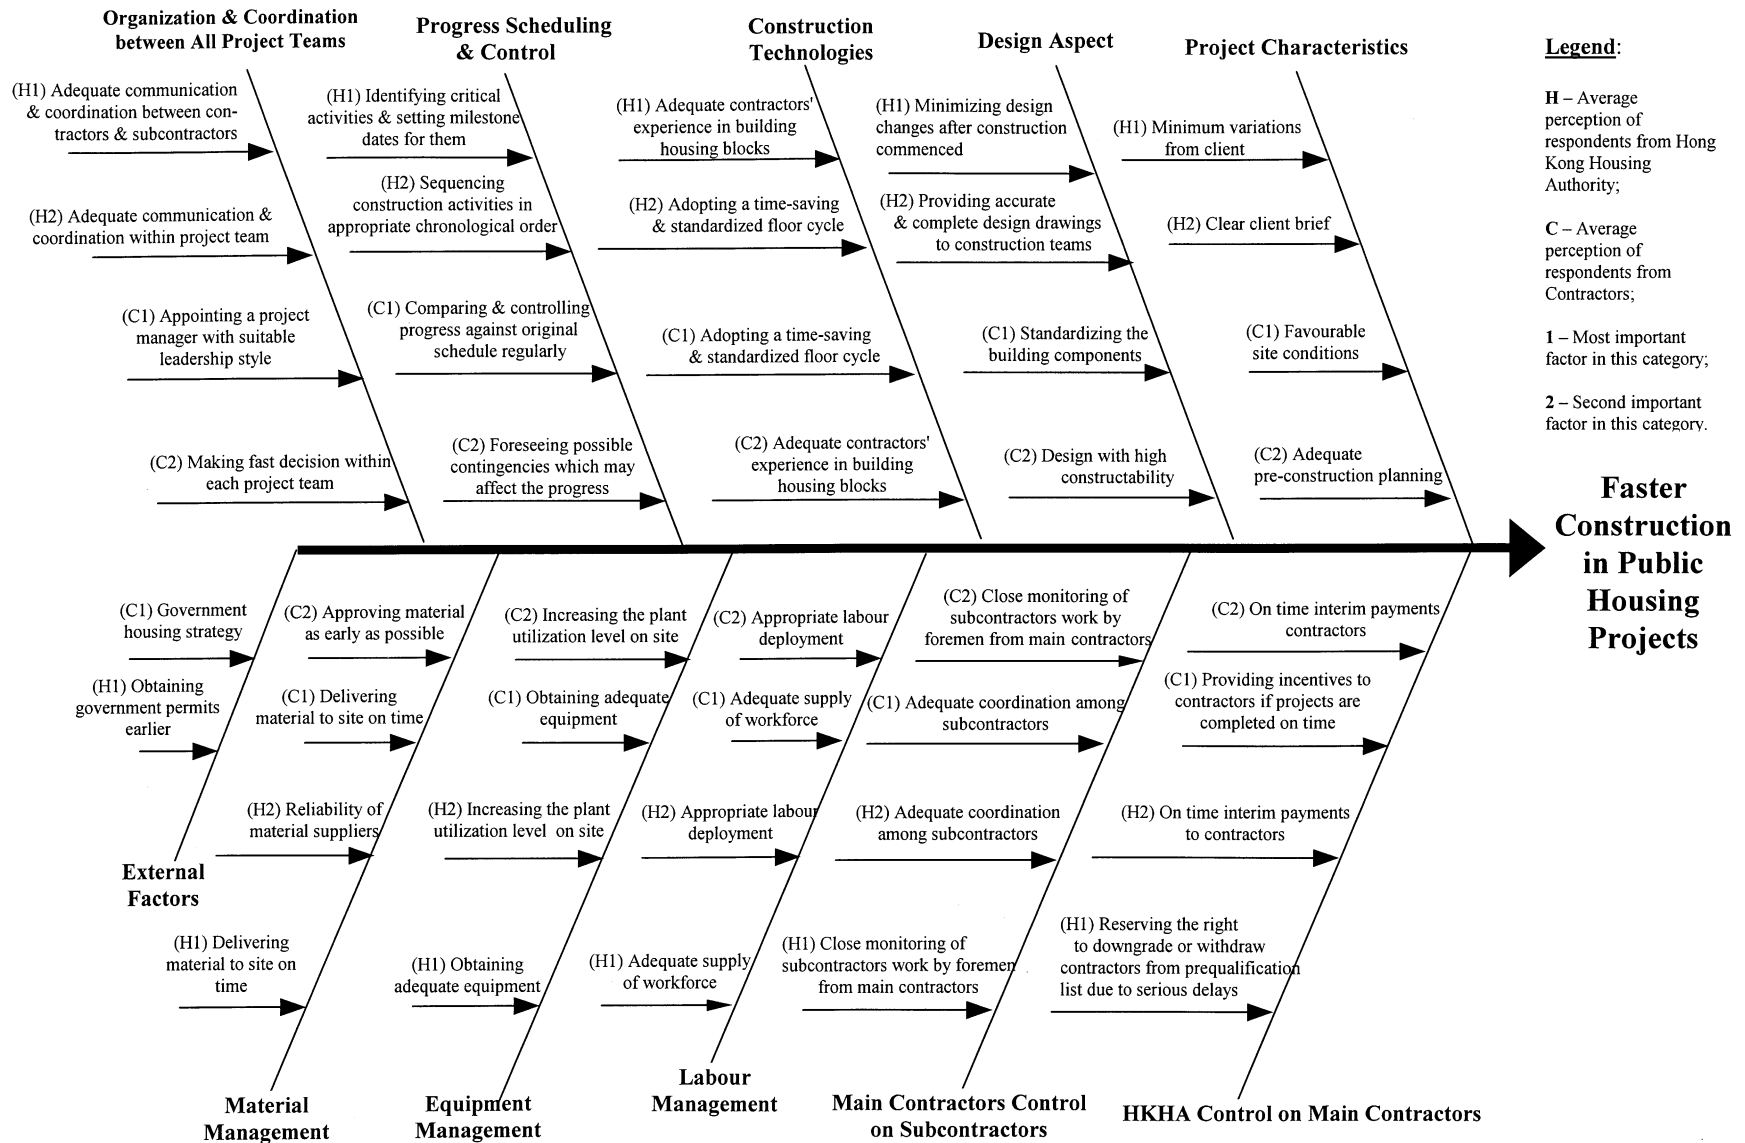 Organization & Coordination
between All Project Teams
(H1) Adequate communication
& coordination between con-
tractors & subcontractors
(H2) Adequate communication &
coordination within project team
(C1) Appointing a project
manager with suitable
leadership style
(C2) Making fast decision within
each project team
Progress Scheduling
& Control
(H1) Identifying critical
activities & setting milestone
dates for them
(H2) Sequencing
construction activities in
appropriate chronological order
(C1) Comparing & controlling
progress against original
schedule regularly
(C2) Foreseeing possible
contingencies which may
affect the progress
Construction
Technologies
(H1) Adequate contractors'
experience in building
housing blocks
(H2) Adopting a time-saving
& standardized floor cycle
(C1) Adopting a time-saving
& standardized floor cycle
(C2) Adequate contractors'
experience in building
housing blocks
Design Aspect
(H1) Minimizing design
changes after construction
commenced
(H2) Providing accurate
& complete design drawings
to construction teams
(C1) Standardizing the
building components
(C2) Design with high
constructability
Project Characteristics
(H1) Minimum variations
from client
(H2) Clear client brief
(C1) Favourable
site conditions
(C2) Adequate
pre-construction planning
Legend:
H – Average
perception of
respondents from Hong
Kong Housing
Authority;
C – Average
perception of
respondents from
Contractors;
1 – Most important
factor in this category;
2 – Second important
factor in this category.
Faster
Construction
in Public
Housing
Projects
(C1) Government
housing strategy
(H1) Obtaining
government permits
earlier
External
Factors
(C2) Approving material
as early as possible
(C1) Delivering
material to site on time
(H2) Reliability of
material suppliers
(H1) Delivering
material to site on
time
Material
Management
(C2) Increasing the plant
utilization level on site
(C1) Obtaining adequate
equipment
(H2) Increasing the plant
utilization level on site
(H1) Obtaining
adequate equipment
Equipment
Management
(C2) Appropriate labour
deployment
(C1) Adequate supply
of workforce
(H2) Appropriate labour
deployment
(H1) Adequate supply
of workforce
Labour
Management
(C2) Close monitoring of
subcontractors work by
foremen from main contractors
(C1) Adequate coordination among
subcontractors
(H2) Adequate coordination
among subcontractors
(H1) Close monitoring of
subcontractors work by foremen
from main contractors
Main Contractors Control
on Subcontractors
(C2) On time interim payments
contractors
(C1) Providing incentives to
contractors if projects are
completed on time
(H2) On time interim payments
to contractors
(H1) Reserving the right
to downgrade or withdraw
contractors from prequalification
list due to serious delays
HKHA Control on Main Contractors